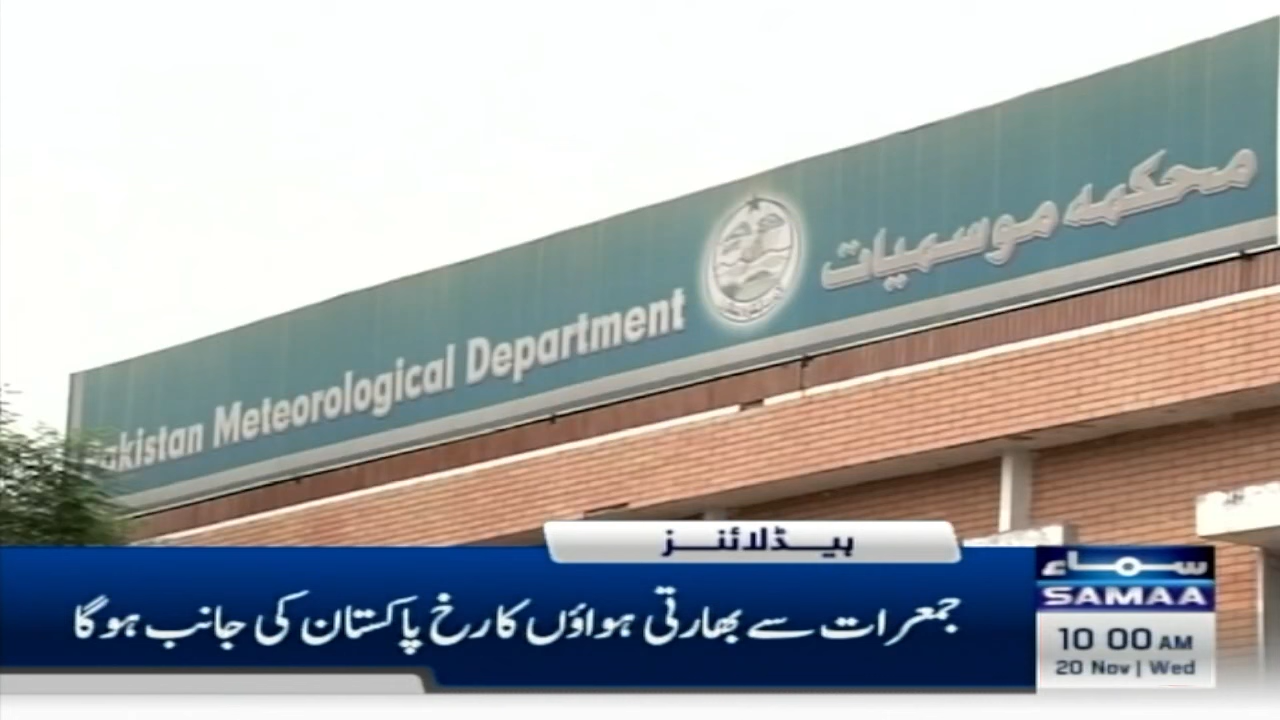 محکمہ موسمیات
Pakistan Meteorological Department
ہیڈلائنز
جمعرات سے بھارتی ہواؤں کا رخ پاکستان کی جانب ہوگا
سماء
SAMAA
10 00 AM
20 Nov | Wed